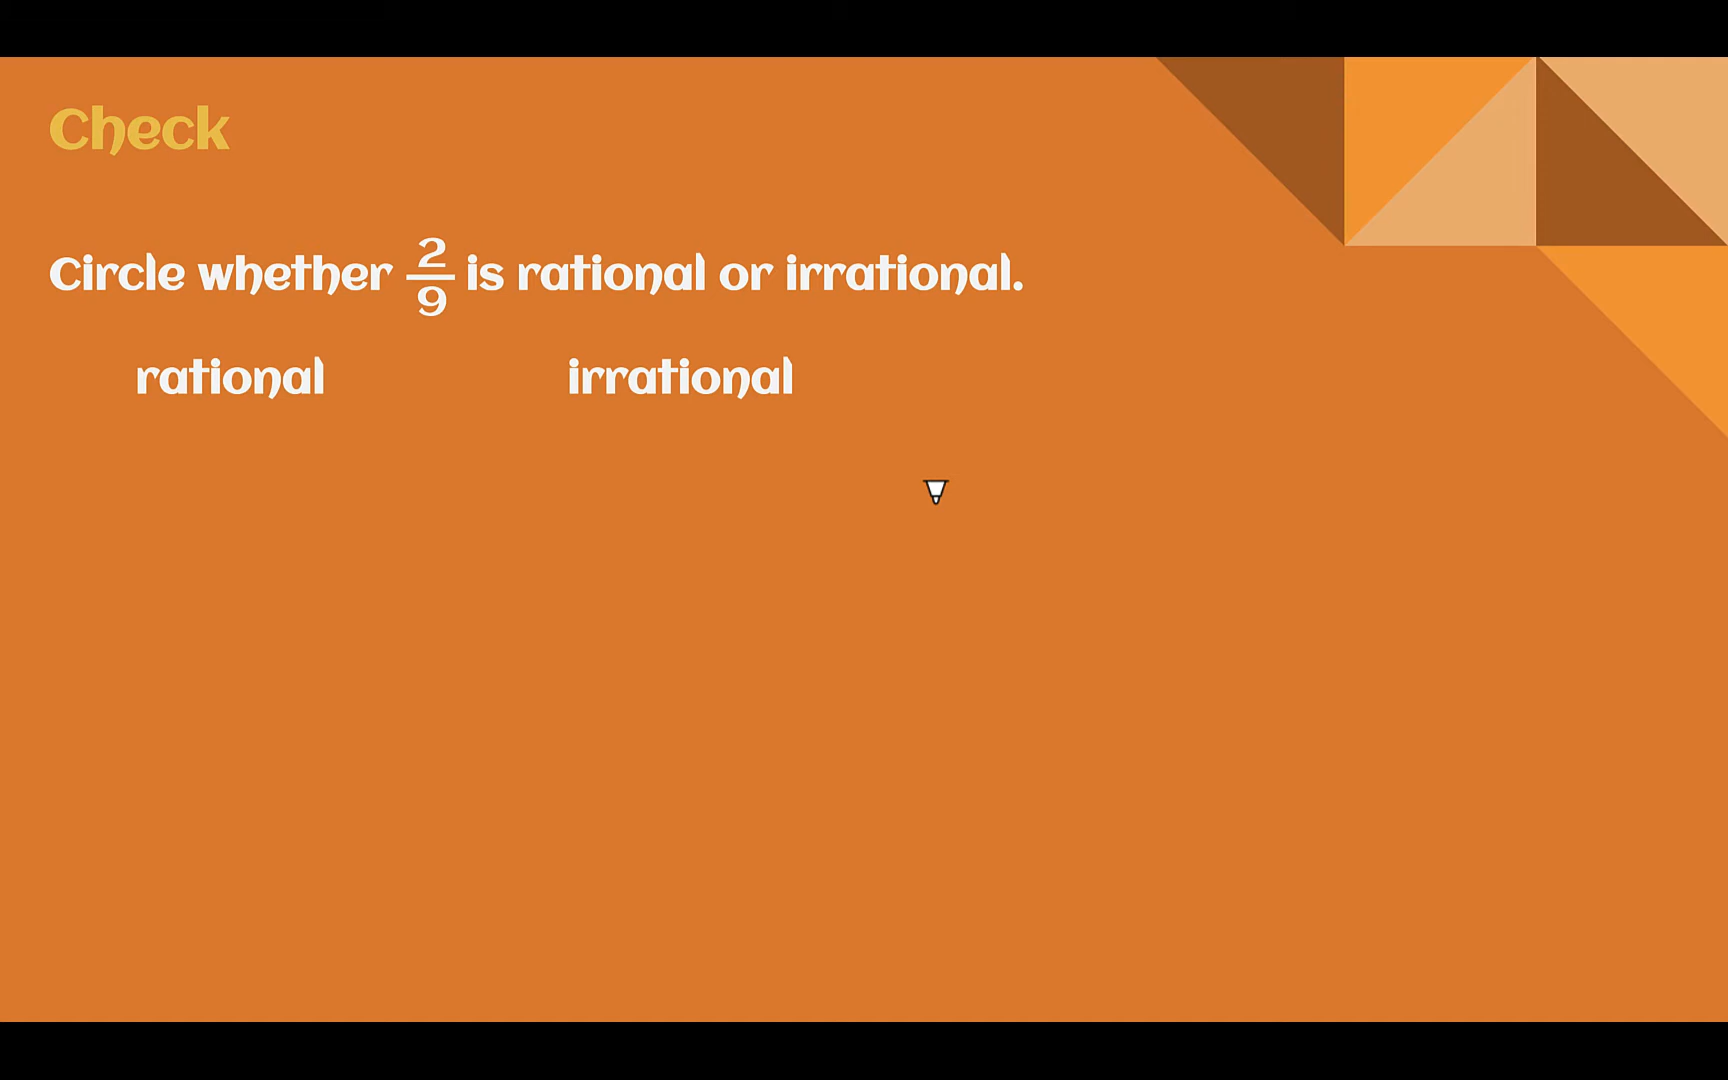 Check
Circle whether 2/9 is rational or irrational.
rational irrational